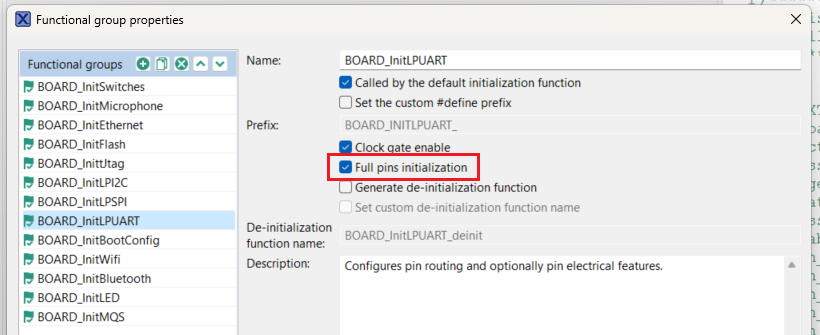 Functional group properties
Functional groups
BOARD_InitSwitches
BOARD_InitMicrophone
BOARD_InitEthernet
BOARD_InitFlash
BOARD_InittJtag
BOARD_InitLPI2C
BOARD_InitLPSPI
BOARD_InitLPUART
BOARD_InitBootConfig
BOARD_InitWifi
BOARD_InitBluetooth
BOARD_InitLED
BOARD_InitMQS
Name: BOARD_InitLPUART
Called by the default initialization function
Set the custom #define prefix
Prefix: BOARD_INITLPUART_
Clock gate enable
Full pins initialization
Generate de-initialization function
Set custom de-initialization function name
De-initialization
function name: BOARD_InitLPUART_deinit
Description: Configures pin routing and optionally pin electrical features.